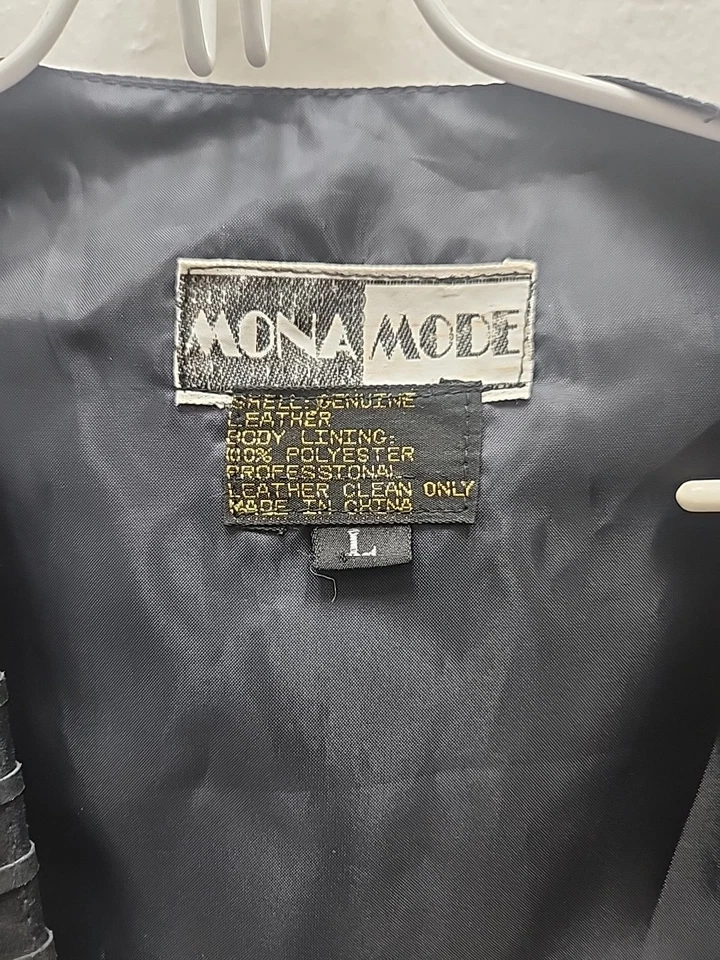 MONA MODE
SHELL: GENUINE
LEATHER
BODY LINING:
100% POLYESTER
PROFESSIONAL
LEATHER CLEAN ONLY
MADE IN CHINA
L